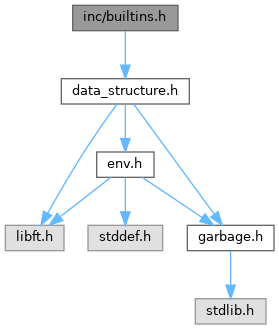 inc/builtins.h
data_structure.h
env.h
libft.h
stddef.h
garbage.h
stdlib.h